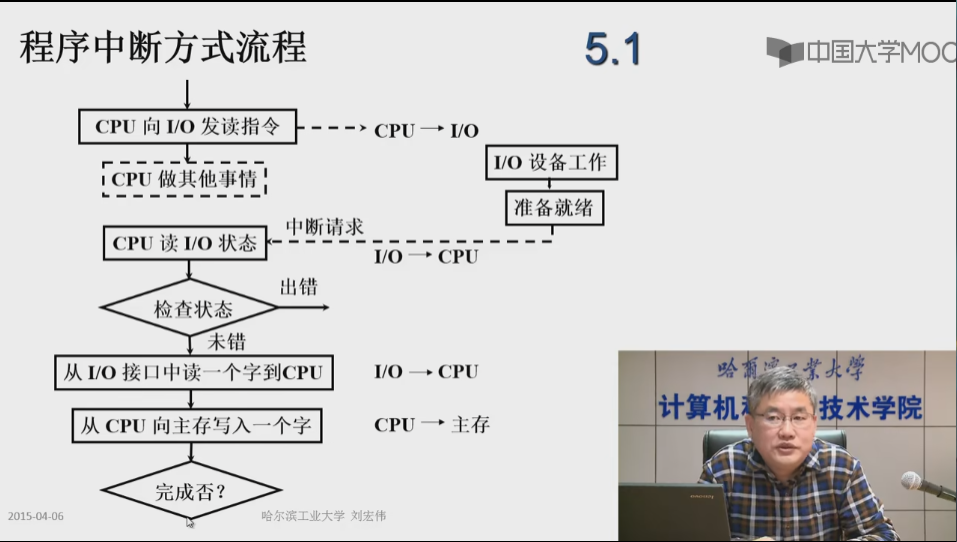 程序中断方式流程
5.1
中国大学MOOC
CPU 向 I/O 发读指令
CPU → I/O
I/O 设备工作
CPU 做其他事情
准备就绪
中断请求
CPU 读 I/O 状态
I/O → CPU
出错
检查状态
未错
从 I/O 接口中读一个字到CPU
I/O → CPU
从 CPU 向主存写入一个字
CPU → 主存
完成否？
2015-04-06
哈尔滨工业大学 刘宏伟
哈爾濱工業大學
计算机科 技术学院